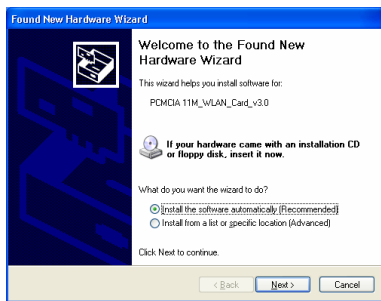 Found New Hardware Wizard
Welcome to the Found New
Hardware Wizard
This wizard helps you install software for:
PCMCIA 11M_WLAN_Card_v3.0
If your hardware came with an installation CD
or floppy disk, insert it now.
What do you want the wizard to do?
Install the software automatically (Recommended)
Install from a list or specific location (Advanced)
Click Next to continue.
< Back Next > Cancel